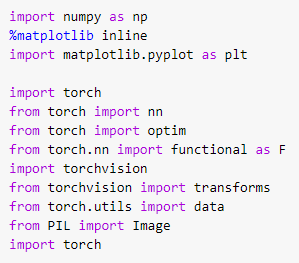 import numpy as np
%matplotlib inline
import matplotlib.pyplot as plt
import torch
from torch import nn
from torch import optim
from torch.nn import functional as F
import torchvision
from torchvision import transforms
from torch.utils import data
from PIL import Image
import torch